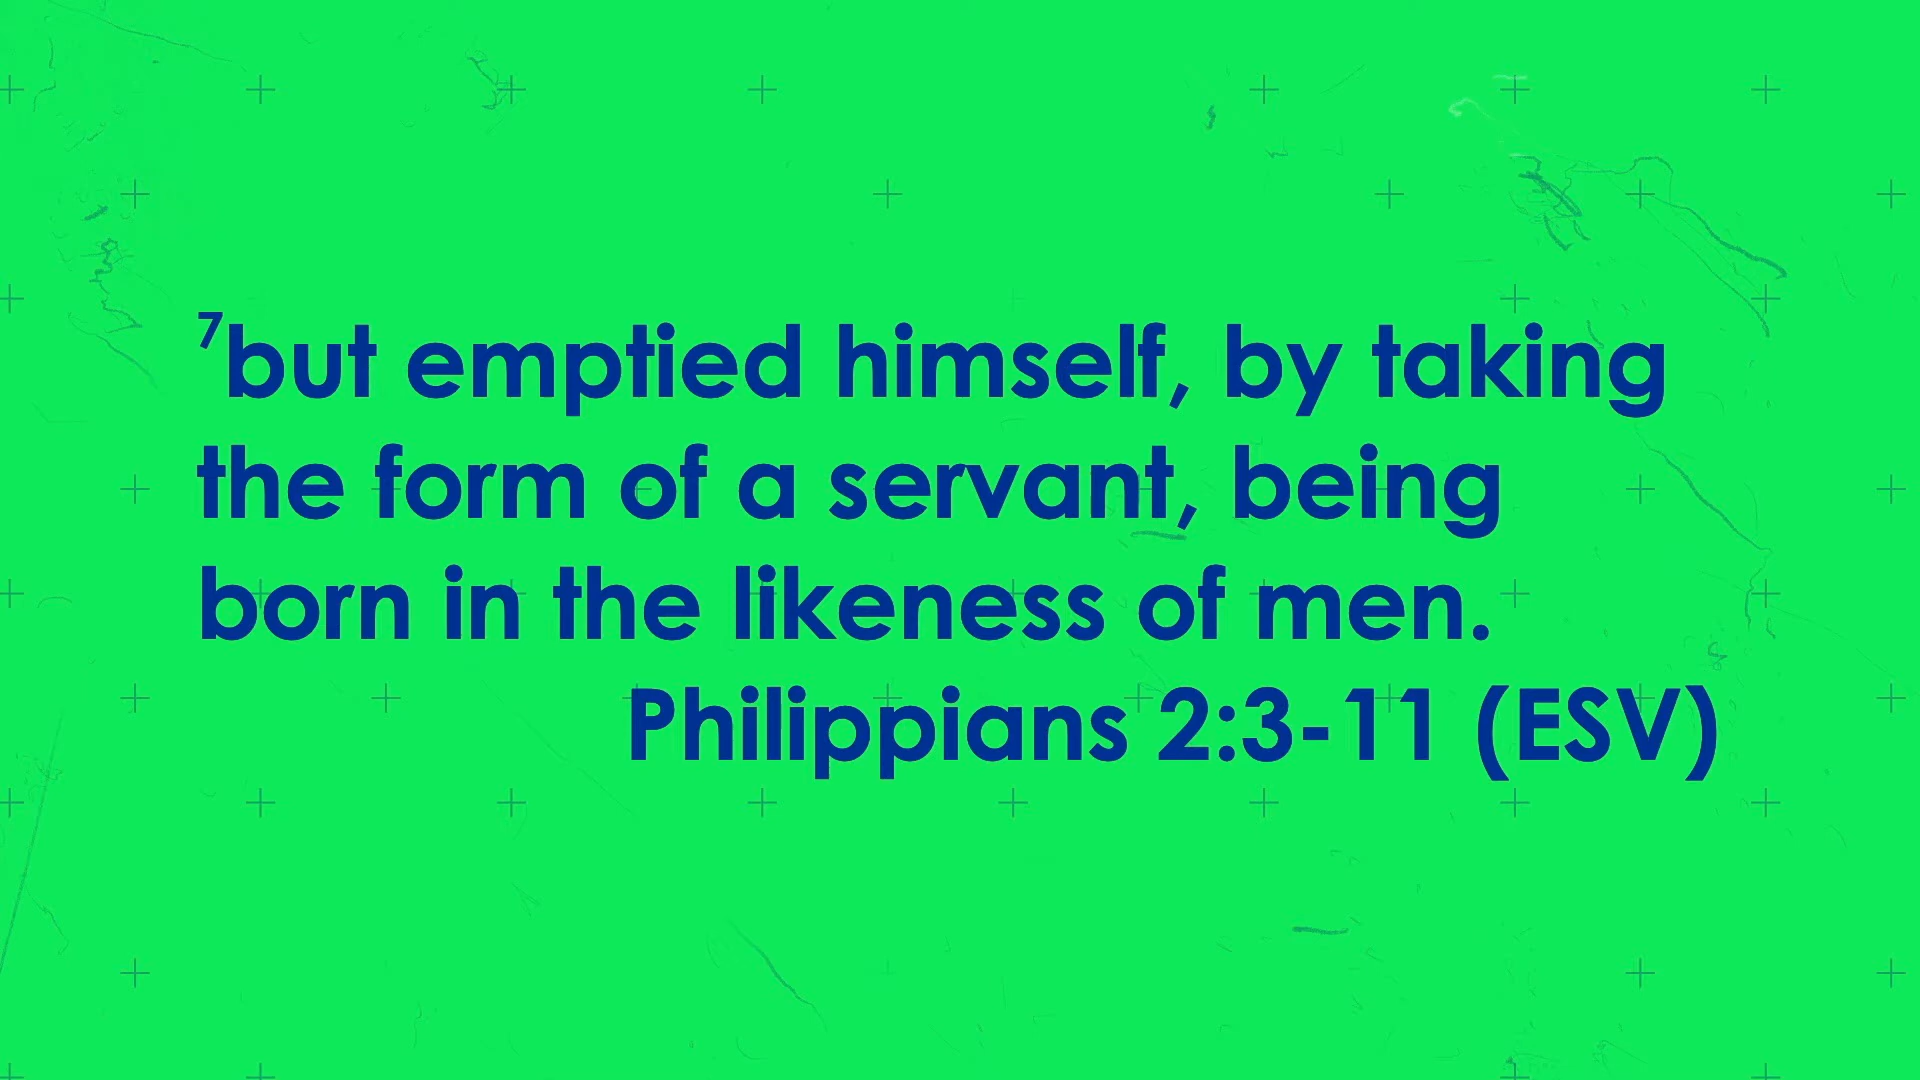 ⁷but emptied himself, by taking
the form of a servant, being
born in the likeness of men.
Philippians 2:3-11 (ESV)